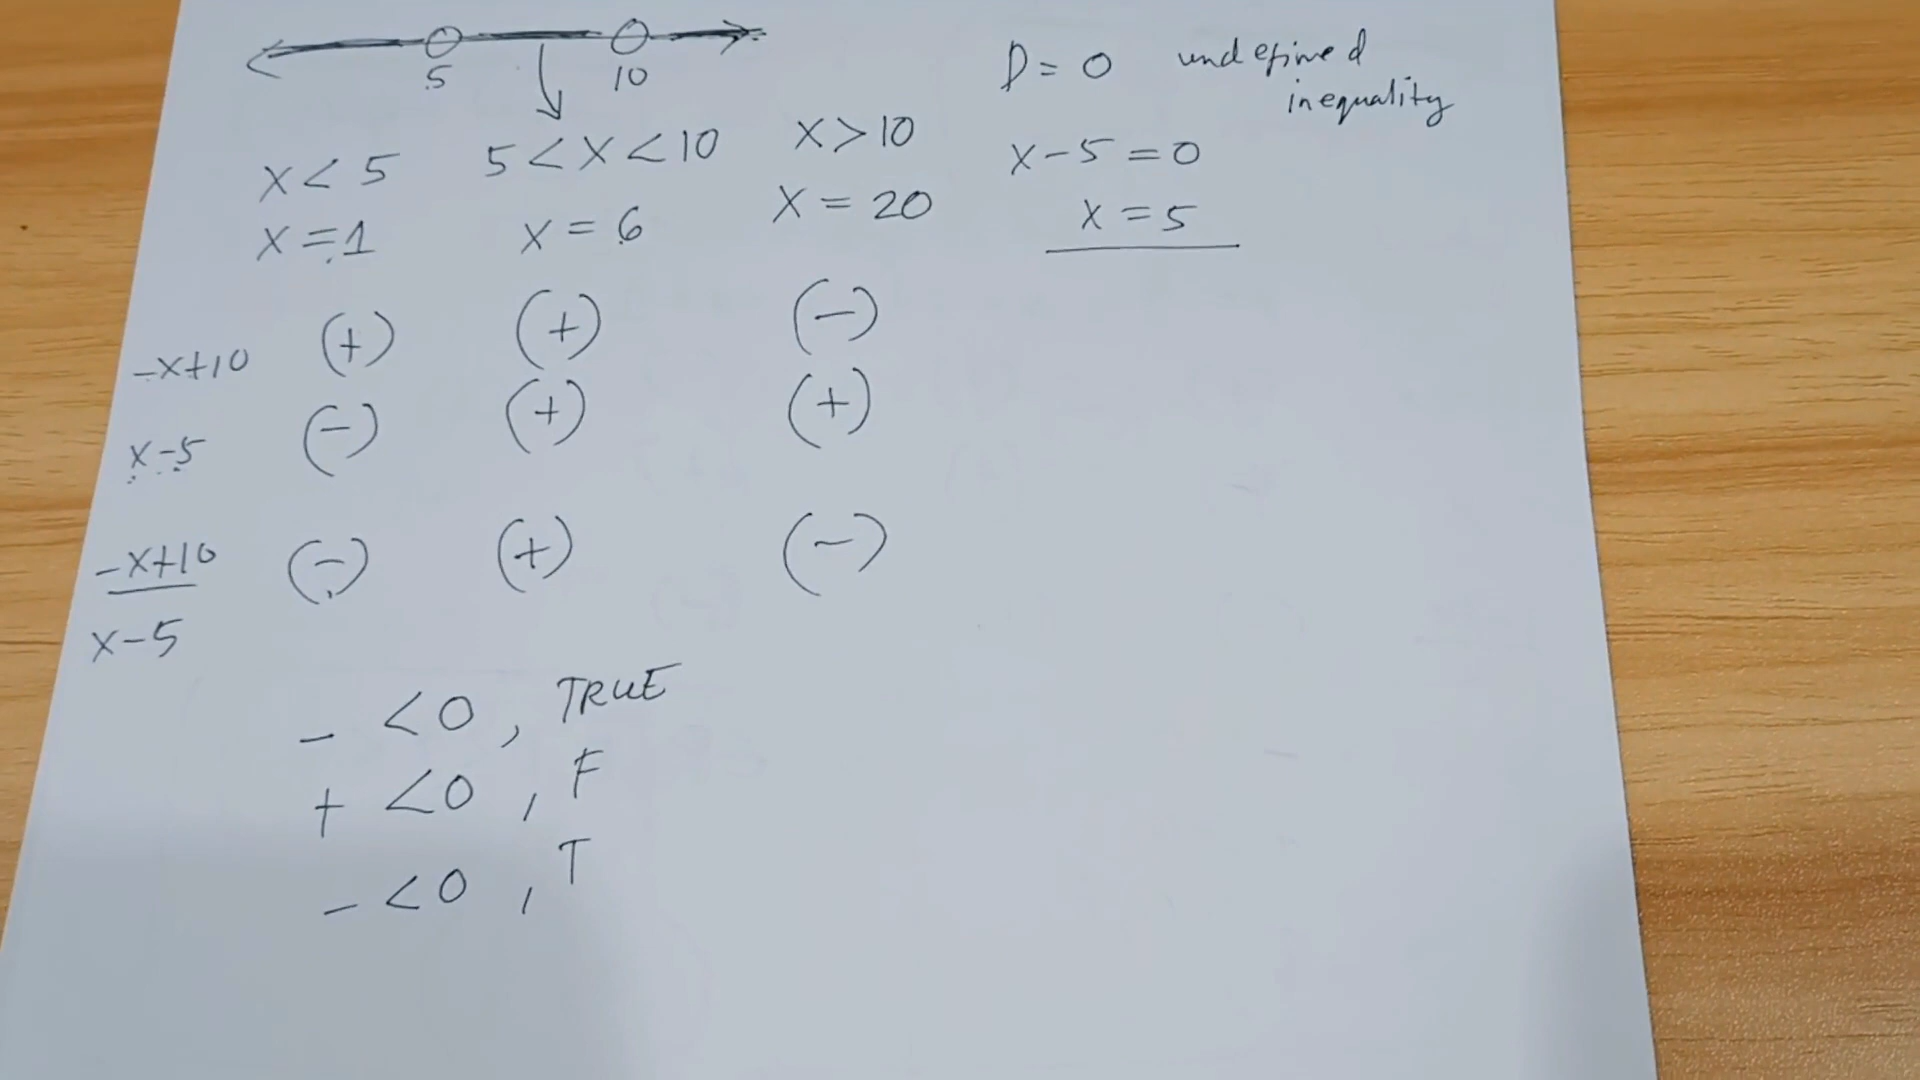 5 10
x < 5 5 < x < 10 x > 10
x = 1 x = 6 x = 20
-x+10 (+) (+) (-)
x-5 (-) (+) (+)
-x+10 (-) (+) (-)
x-5
- <0 , TRUE
+ <0 , F
- <0 , T
D = 0 undefined
inequality
x-5 = 0
x = 5